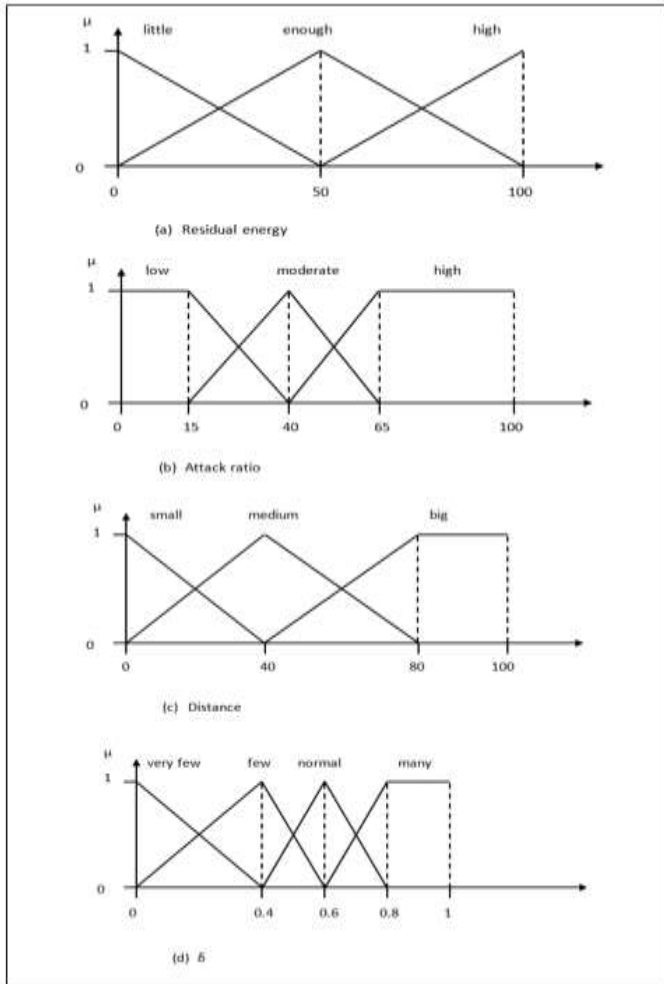 μ
little enough high
1
0
0 50 100
(a) Residual energy
μ
low moderate high
1
0
0 15 40 65 100
(b) Attack ratio
μ
small medium big
1
0
0 40 80 100
(c) Distance
μ
very few few normal many
1
0
0 0.4 0.6 0.8 1
(d) δ